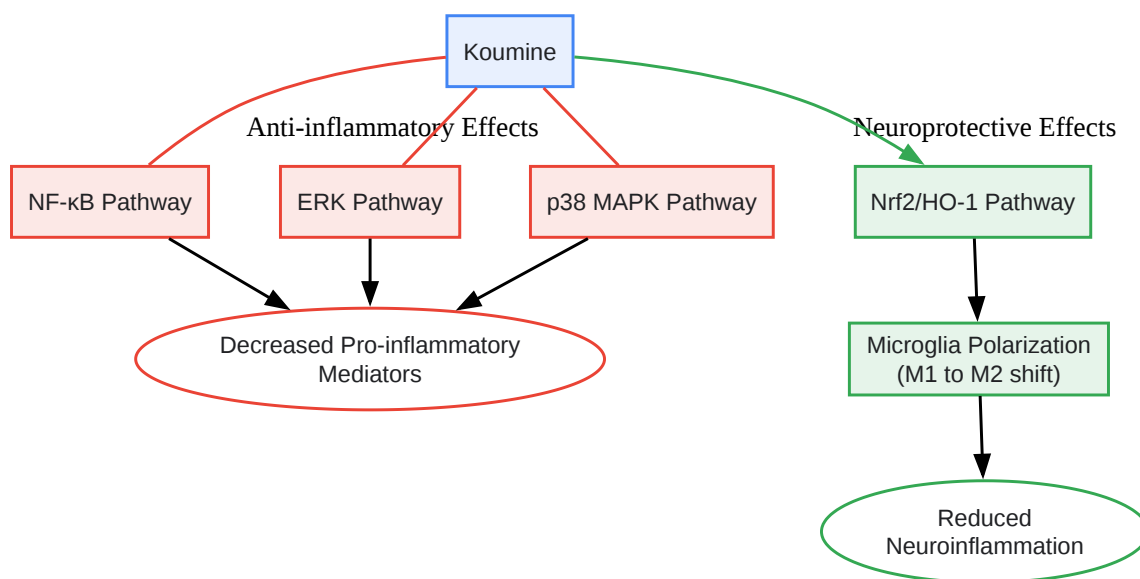 Koumine
Anti-inflammatory Effects
Neuroprotective Effects
NF-κB Pathway
ERK Pathway
p38 MAPK Pathway
Nrf2/HO-1 Pathway
Decreased Pro-inflammatory
Mediators
Microglia Polarization
(M1 to M2 shift)
Reduced
Neuroinflammation